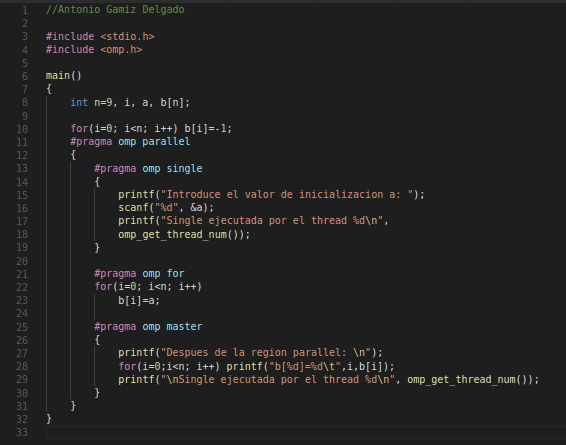 1 //Antonio Gamiz Delgado
2
3 #include <stdio.h>
4 #include <omp.h>
5
6 main()
7 {
8     int n=9, i, a, b[n];
9
10     for(i=0; i<n; i++) b[i]=-1;
11     #pragma omp parallel
12     {
13         #pragma omp single
14         {
15             printf("Introduce el valor de inicializacion a: ");
16             scanf("%d", &a);
17             printf("Single ejecutada por el thread %d\n",
18             omp_get_thread_num());
19         }
20
21         #pragma omp for
22         for(i=0; i<n; i++)
23             b[i]=a;
24
25         #pragma omp master
26         {
27             printf("Despues de la region parallel: \n");
28             for(i=0;i<n; i++) printf("b[%d]=%d\t",i,b[i]);
29             printf("\nSingle ejecutada por el thread %d\n", omp_get_thread_num());
30         }
31     }
32 }
33